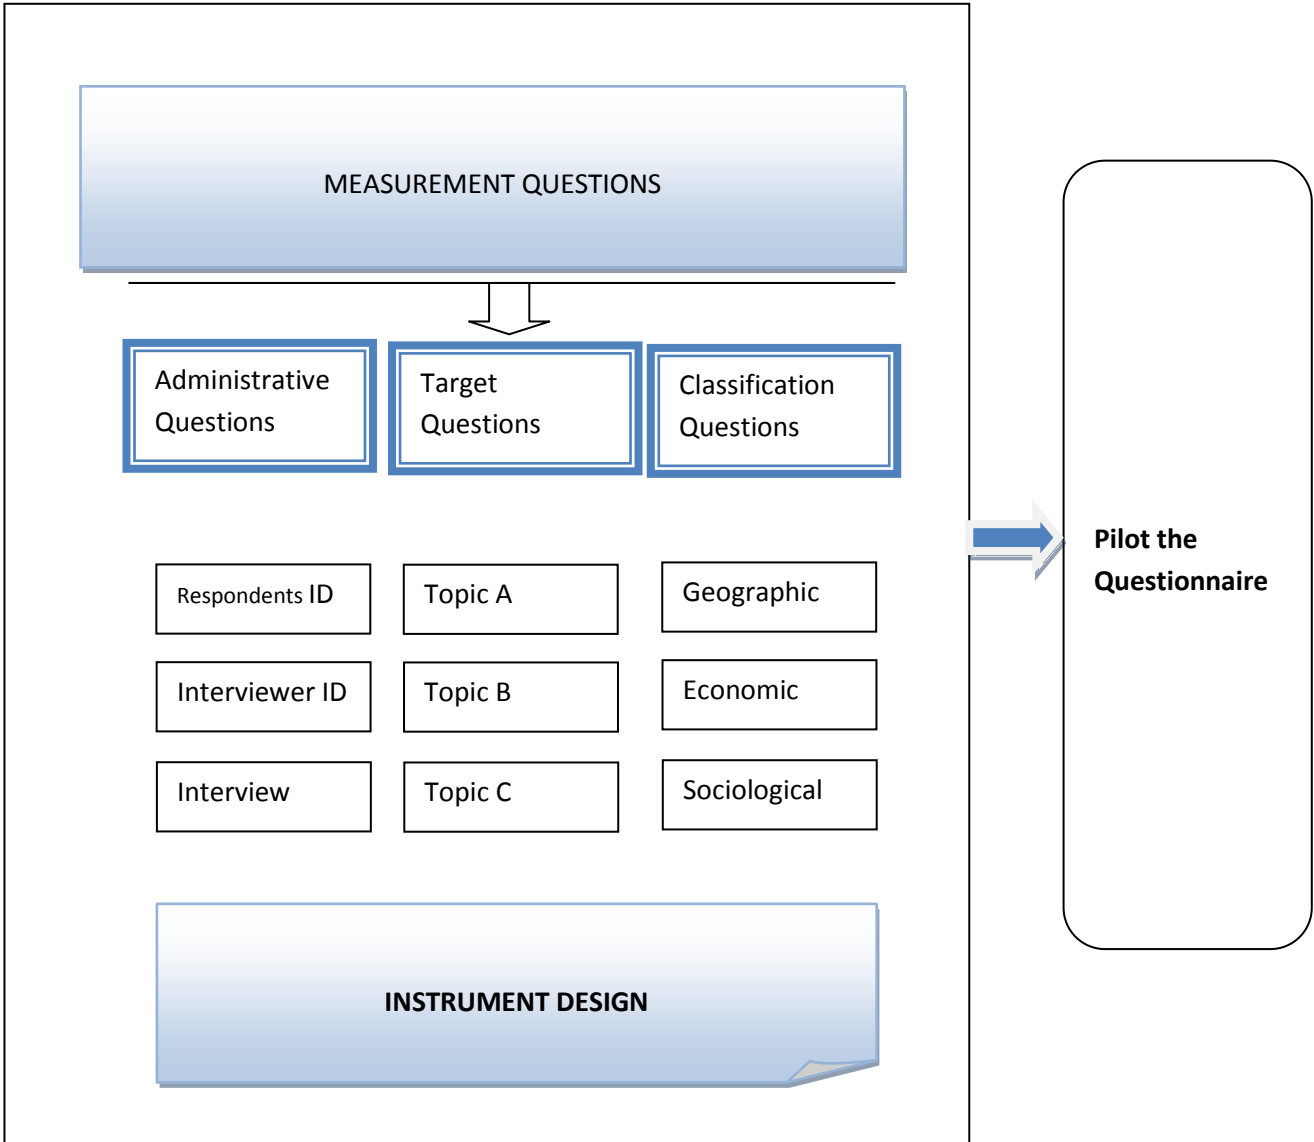 MEASUREMENT QUESTIONS
Administrative
Questions
Target
Questions
Classification
Questions
Respondents ID
Topic A
Geographic
Interviewer ID
Topic B
Economic
Interview
Topic C
Sociological
INSTRUMENT DESIGN
Pilot the
Questionnaire